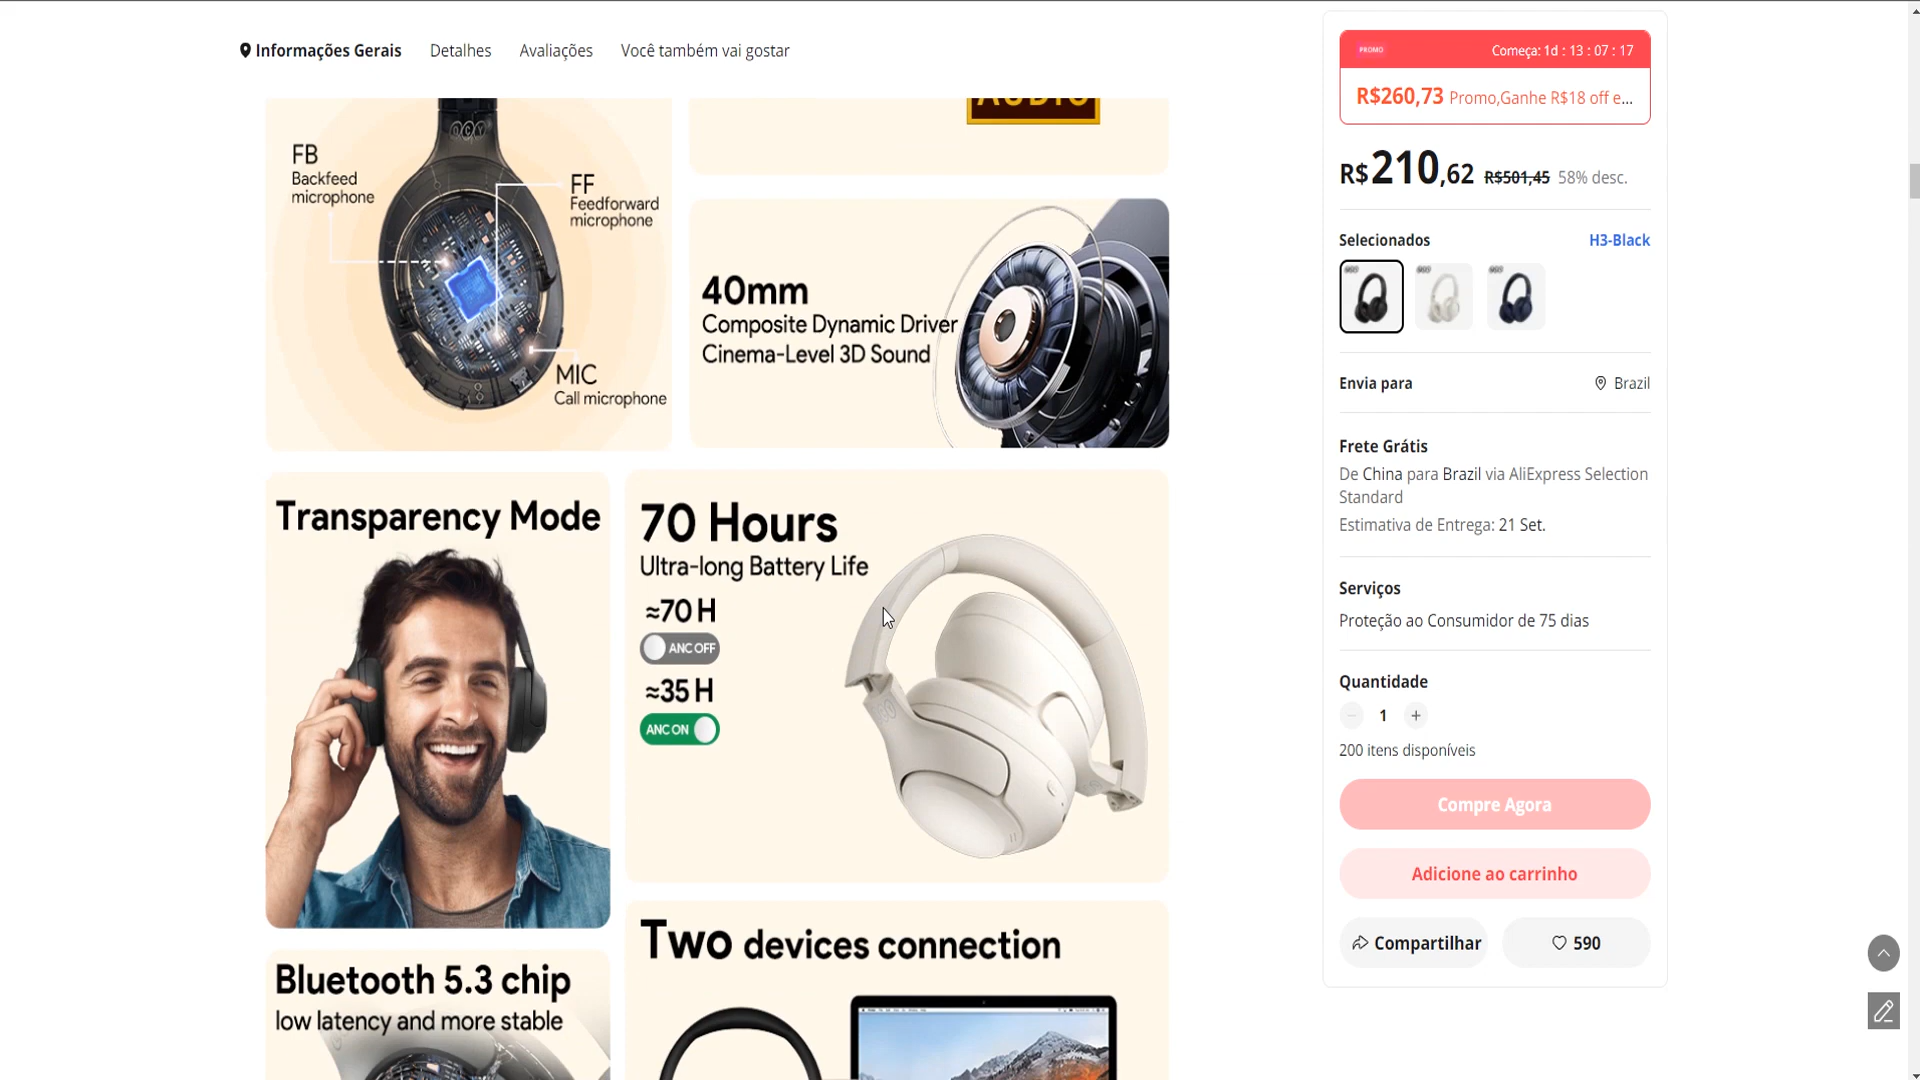 Informações Gerais
Detalhes
Avaliações
Você também vai gostar
AUDIO
QCY
FB
Backfeed
microphone
FF
Feedforward
microphone
MIC
Call microphone
40mm
Composite Dynamic Driver
Cinema-Level 3D Sound
Transparency Mode
70 Hours
Ultra-long Battery Life
≈70 H
ANC OFF
≈35 H
ANC ON
Bluetooth 5.3 chip
low latency and more stable
Two devices connection
PROMO
Começa: 1d : 13 : 07 : 17
R$260,73 Promo,Ganhe R$18 off e...
R$210,62 R$501,45 58% desc.
Selecionados
H3-Black
Envia para
Brazil
Frete Grátis
De China para Brazil via AliExpress Selection
Standard
Estimativa de Entrega: 21 Set.
Serviços
Proteção ao Consumidor de 75 dias
Quantidade
− 1 +
200 itens disponíveis
Compre Agora
Adicione ao carrinho
Compartilhar
590